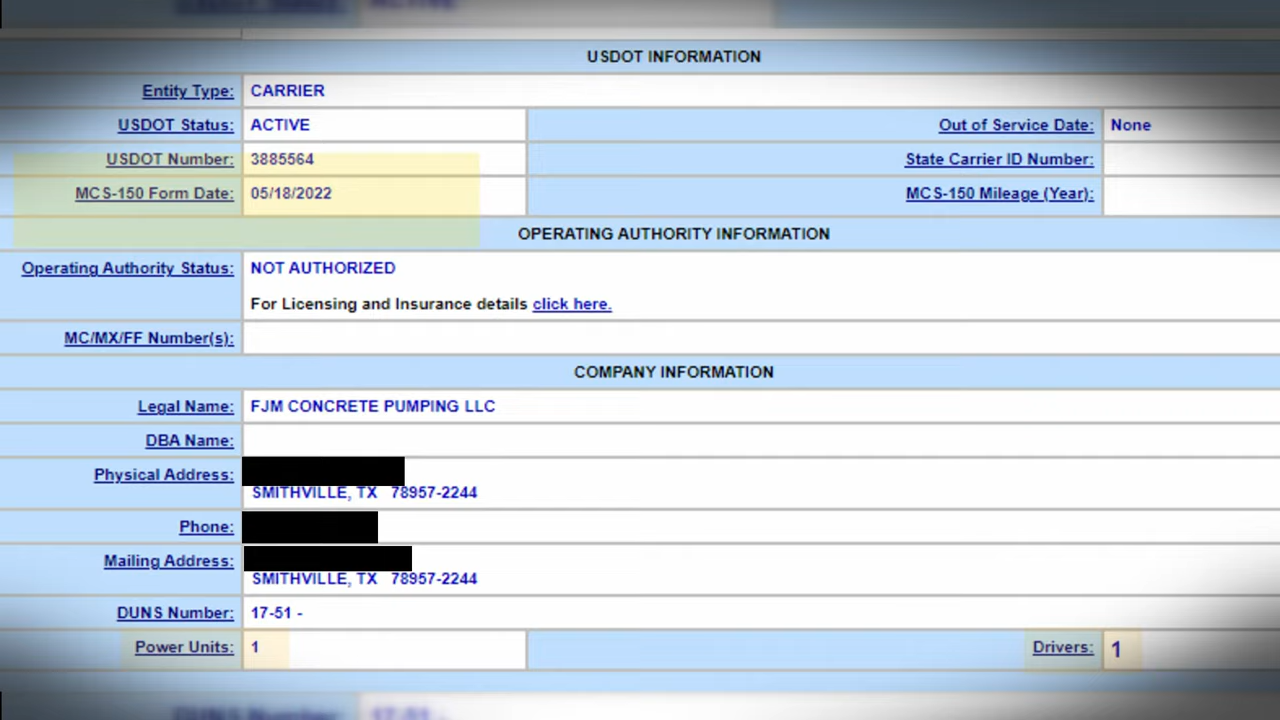 USDOT INFORMATION
Entity Type: CARRIER
USDOT Status: ACTIVE Out of Service Date: None
USDOT Number: 3885564 State Carrier ID Number:
MCS-150 Form Date: 05/18/2022 MCS-150 Mileage (Year):
OPERATING AUTHORITY INFORMATION
Operating Authority Status: NOT AUTHORIZED
For Licensing and Insurance details click here.
MC/MX/FF Number(s):
COMPANY INFORMATION
Legal Name: FJM CONCRETE PUMPING LLC
DBA Name:
Physical Address:
SMITHVILLE, TX 78957-2244
Phone:
Mailing Address:
SMITHVILLE, TX 78957-2244
DUNS Number: 17-51 -
Power Units: 1 Drivers: 1
DUNS Number: 17-51 -